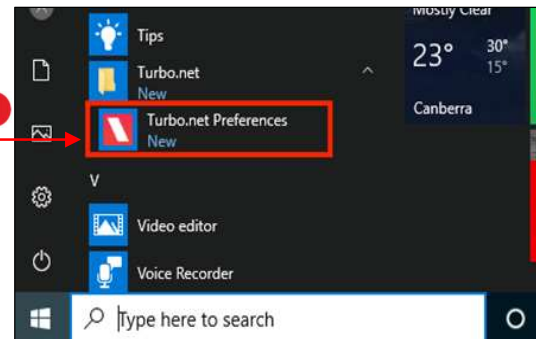 Tips
Turbo.net
New
Turbo.net Preferences
New
V
Video editor
Voice Recorder
Type here to search
Mostly Clear
23° 30°
15°
Canberra